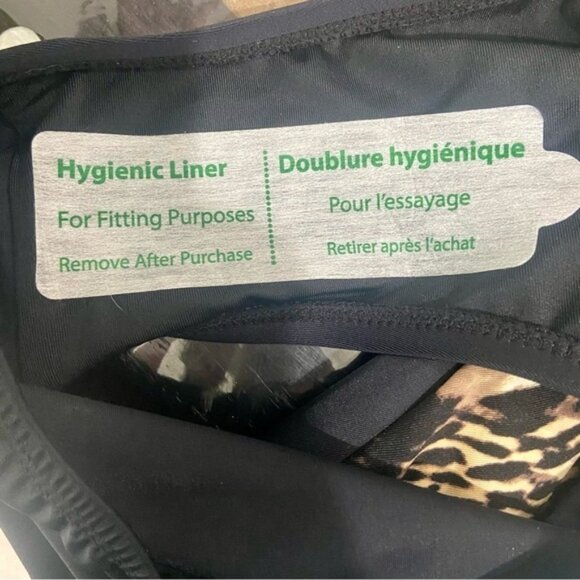 Hygienic Liner
For Fitting Purposes
Remove After Purchase
Doublure hygiénique
Pour l'essayage
Retirer après l'achat